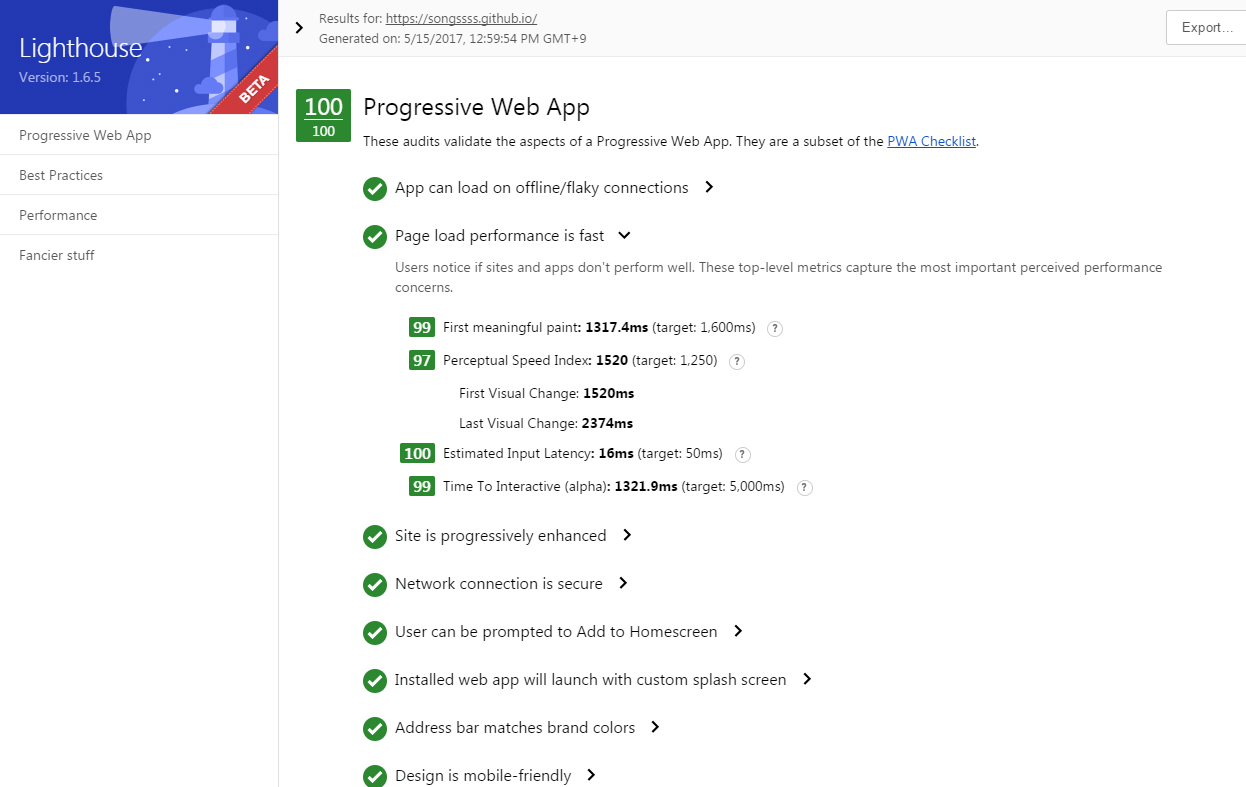 Lighthouse
Version: 1.6.5
BETA
Progressive Web App
Best Practices
Performance
Fancier stuff
Results for: https://songssss.github.io/
Generated on: 5/15/2017, 12:59:54 PM GMT+9
Export...
100
100
Progressive Web App
These audits validate the aspects of a Progressive Web App. They are a subset of the PWA Checklist.
App can load on offline/flaky connections
Page load performance is fast
Users notice if sites and apps don't perform well. These top-level metrics capture the most important perceived performance
concerns.
99 First meaningful paint: 1317.4ms (target: 1,600ms) ?
97 Perceptual Speed Index: 1520 (target: 1,250) ?
First Visual Change: 1520ms
Last Visual Change: 2374ms
100 Estimated Input Latency: 16ms (target: 50ms) ?
99 Time To Interactive (alpha): 1321.9ms (target: 5,000ms) ?
Site is progressively enhanced
Network connection is secure
User can be prompted to Add to Homescreen
Installed web app will launch with custom splash screen
Address bar matches brand colors
Design is mobile-friendly